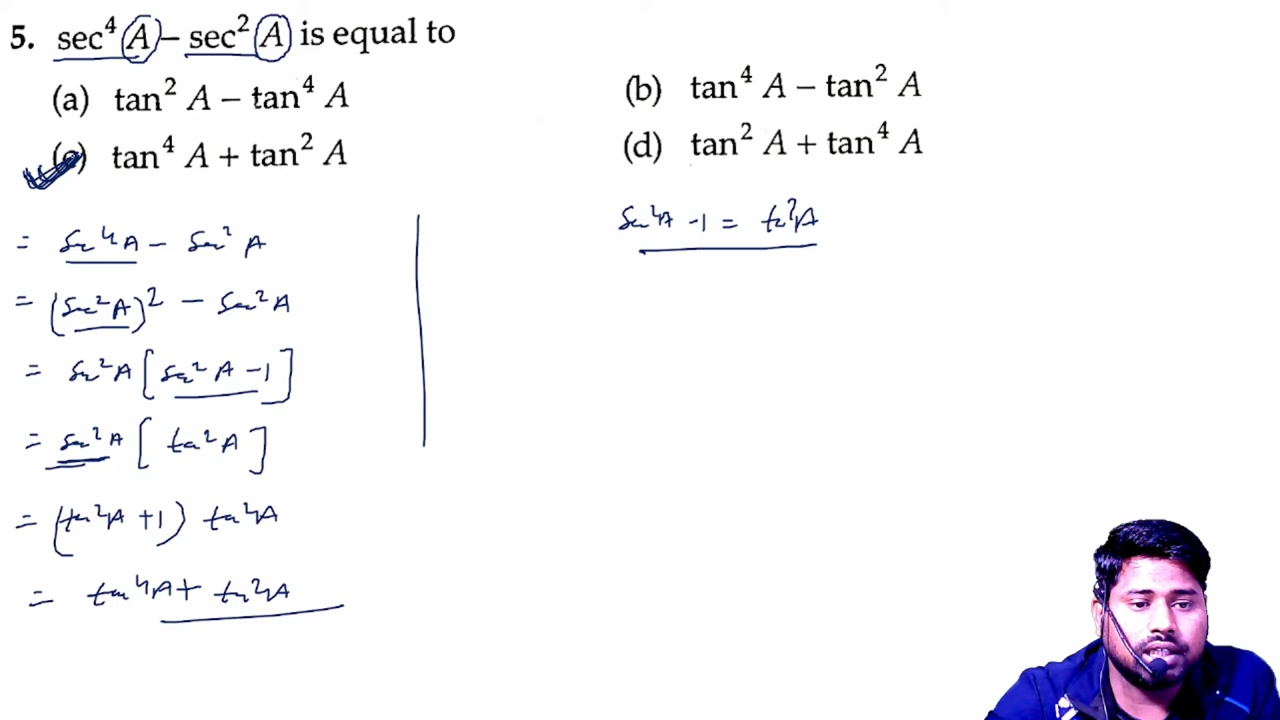 5. sec⁴ A – sec² A is equal to
(a) tan² A – tan⁴ A
(b) tan⁴ A – tan² A
(c) tan⁴ A + tan² A
(d) tan² A + tan⁴ A
sec²A -1 = tan²A
= sec⁴A – sec² A
= (sec²A)² – sec²A
= sec²A [sec²A -1]
= sec²A [tan²A]
= (tan²A +1) tan²A
= tan⁴A + tan²A